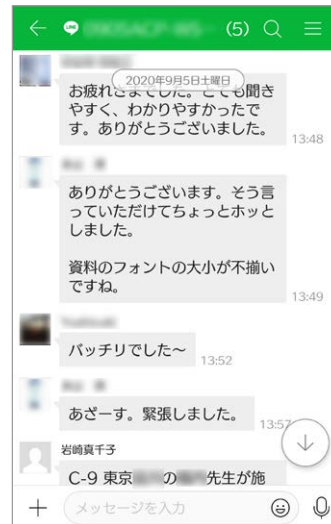 LINE
(5)
2020年9月5日土曜日
お疲れさまでした。とても聞き
やすく、わかりやすかったで
す。ありがとうございました。
13:48
ありがとうございます。そう言
っていただけてちょっとホッと
しました。
資料のフォントの大小が不揃い
ですね。
13:49
バッチリでした〜
13:52
あざーす。緊張しました。
13:57
岩崎真千子
C-9 東京
の
先生が施
メッセージを入力